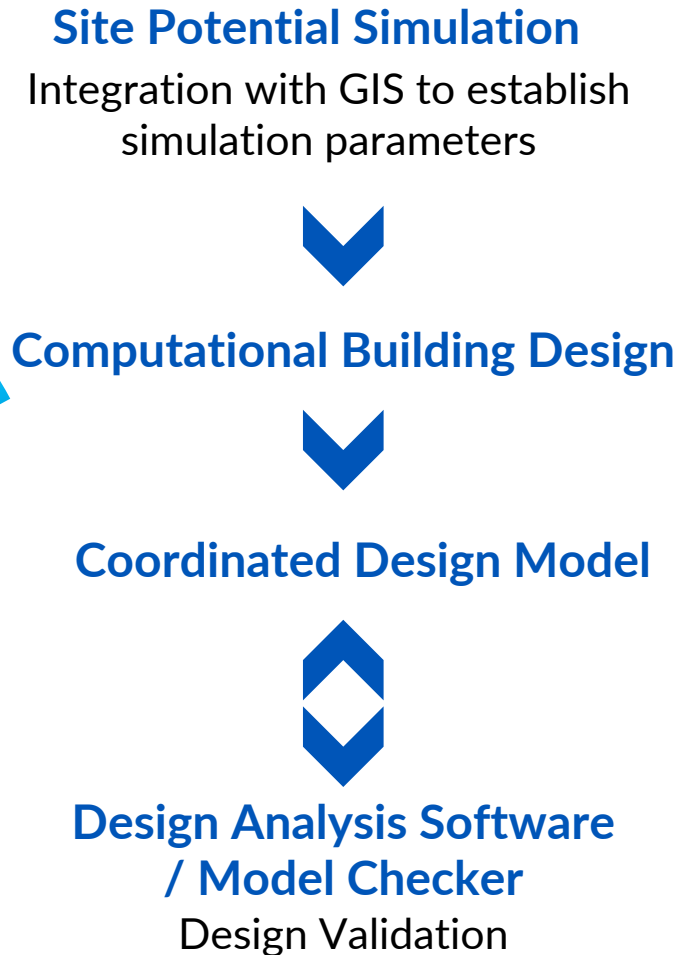 Site Potential Simulation
Integration with GIS to establish
simulation parameters
Computational Building Design
Coordinated Design Model
Design Analysis Software
/ Model Checker
Design Validation